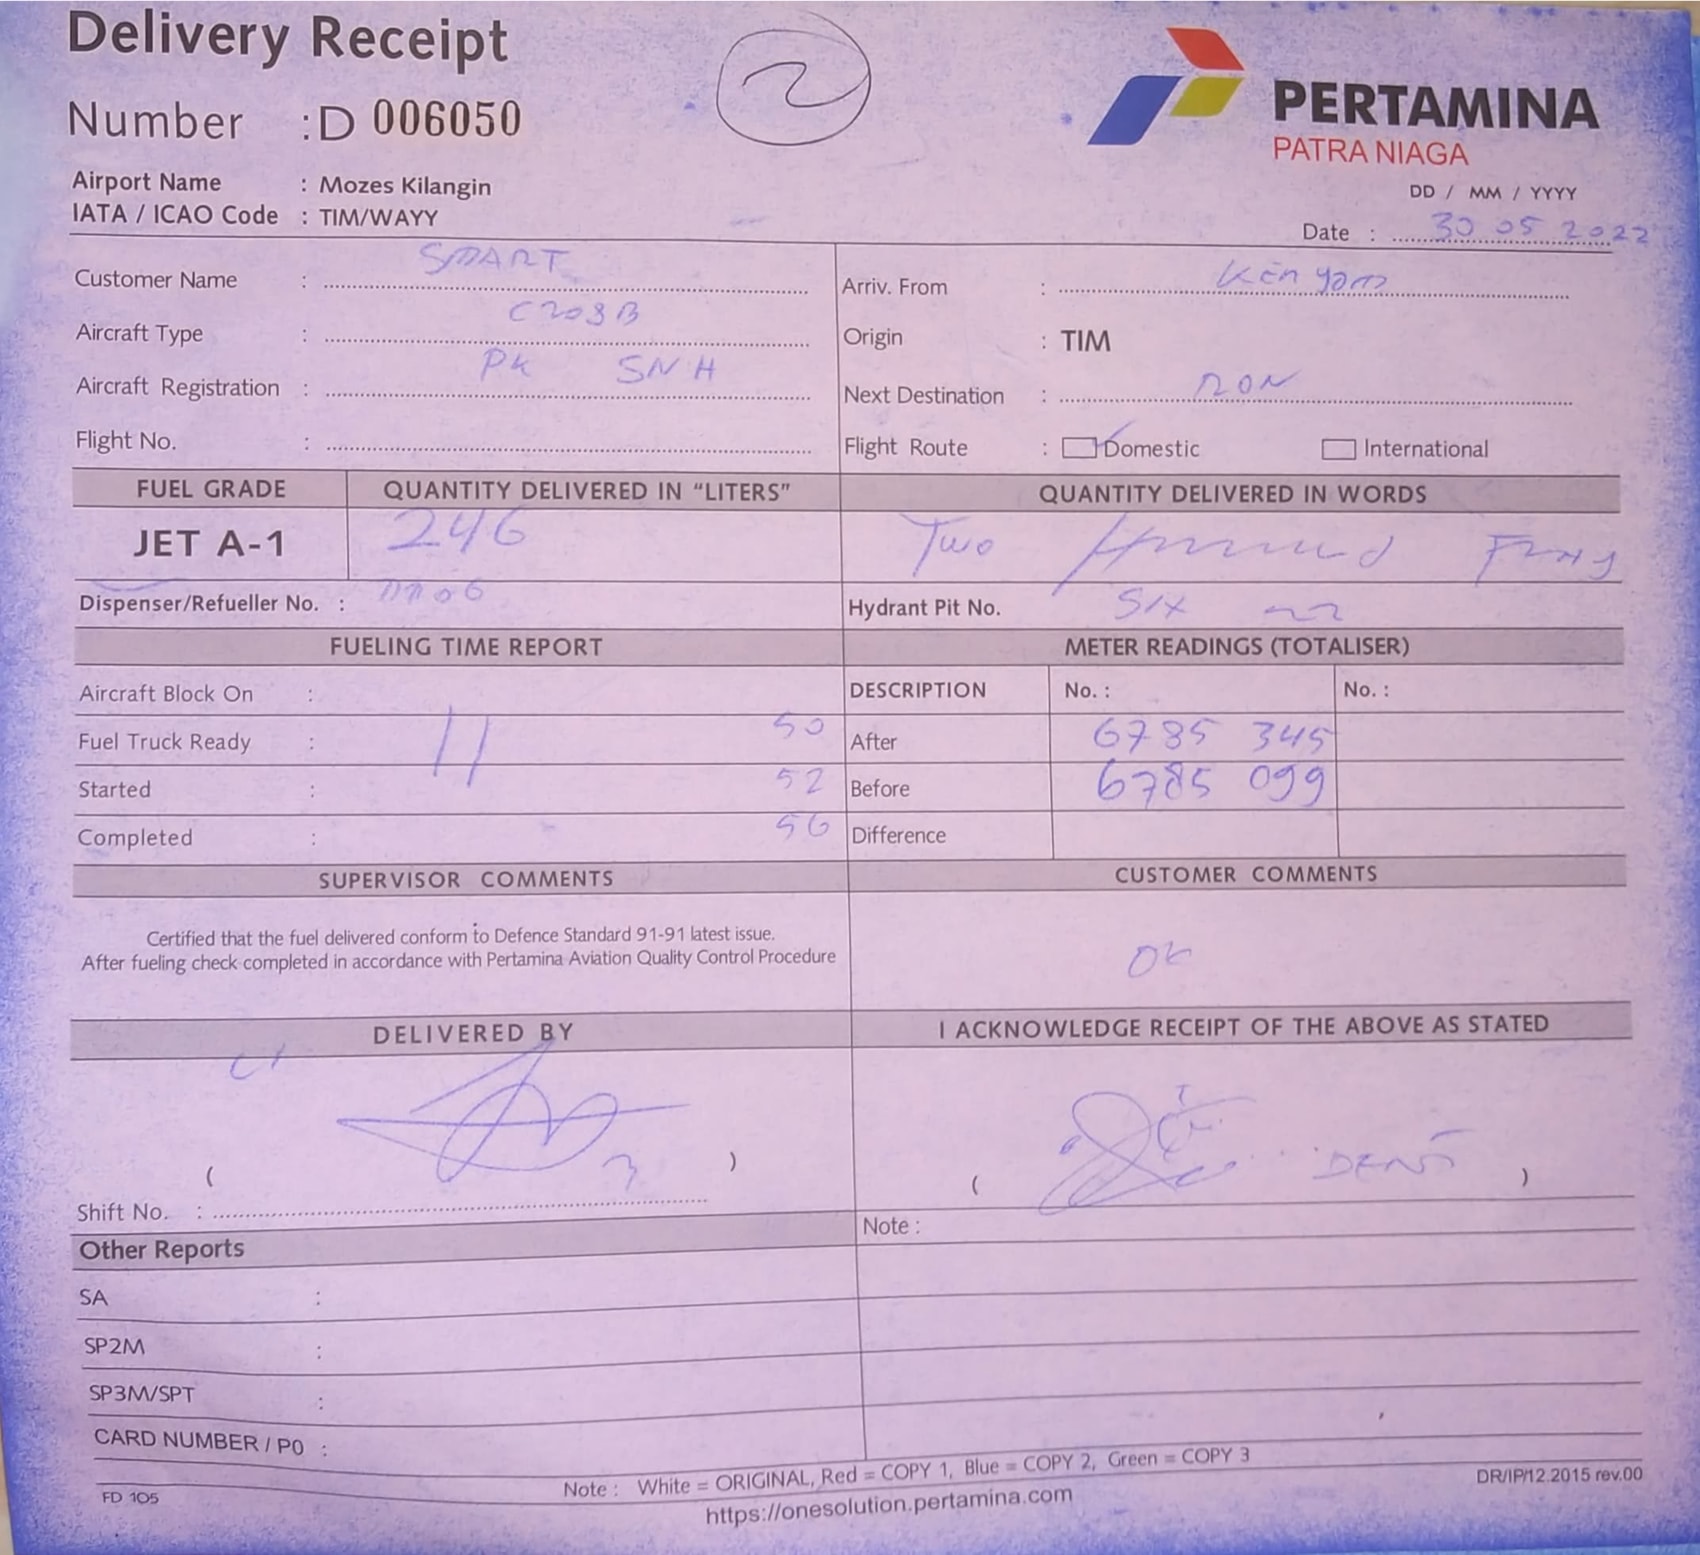 Delivery Receipt
2
PERTAMINA
PATRA NIAGA
Number : D 006050
Airport Name : Mozes Kilangin
IATA / ICAO Code : TIM/WAYY
DD / MM / YYYY
Date : 30 05 2022
Customer Name : SMART
Arriv. From : Kenyam
Aircraft Type : C208B
Origin : TIM
Aircraft Registration : PK SNH
Next Destination : RON
Flight No. :
Flight Route : Domestic International
FUEL GRADE QUANTITY DELIVERED IN "LITERS" QUANTITY DELIVERED IN WORDS
JET A-1 246 Two Hundred
Dispenser/Refueller No. :
Hydrant Pit No. SIX
FUELING TIME REPORT METER READINGS (TOTALISER)
Aircraft Block On : DESCRIPTION No. : No. :
Fuel Truck Ready : 11 50 After 6785 345
Started : 52 Before 6785 099
Completed : 56 Difference
SUPERVISOR COMMENTS CUSTOMER COMMENTS
Certified that the fuel delivered conform to Defence Standard 91-91 latest issue.
After fueling check completed in accordance with Pertamina Aviation Quality Control Procedure
OK
DELIVERED BY I ACKNOWLEDGE RECEIPT OF THE ABOVE AS STATED
( 3 ) ( )
Shift No. :
Note :
Other Reports
SA :
SP2M :
SP3M/SPT :
CARD NUMBER / PO :
Note : White = ORIGINAL, Red = COPY 1, Blue = COPY 2, Green = COPY 3
FD 105
https://onesolution.pertamina.com
DR/IP/12.2015 rev.00